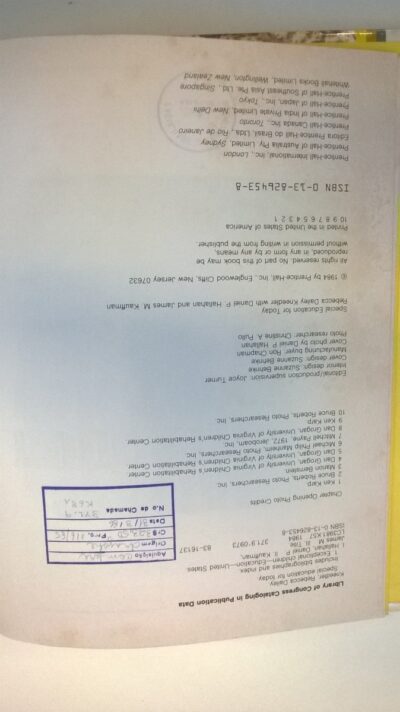 Library of Congress Cataloging in Publication Data
Kneedler, Rebecca Dailey
Special education for today.
Includes bibliographies and index.
1. Exceptional children—Education—United States.
I. Hallahan, Daniel P. II. Kauffman,
James M. III. Title
LC3981.K57 1984 371.9'0973 83-16137
ISBN 0-13-826453-8
Chapter Opening Photo Credits
1 Ken Karp
2 Bruce Roberts, Photo Researchers, Inc.
3 Marion Bernstein
4 Dan Grogan, University of Virginia Children's Rehabilitation Center
5 Dan Grogan, University of Virginia Children's Rehabilitation Center
6 Michael Philip Manheim, Photo Researchers, Inc.
7 Mitchell Payne, 1972, Jeroboam, Inc.
8 Dan Grogan, University of Virginia Children's Rehabilitation Center
9 Ken Karp
10 Bruce Roberts, Photo Researchers, Inc.
Aquisição
Origem
Cr$
Data
N.o de Chamada
371.9
Editorial/production supervision: Joyce Turner
Interior design: Suzanne Behnke
Cover design: Suzanne Behnke
Manufacturing buyer: Ron Chapman
Cover photo by Daniel P. Hallahan
Photo researcher: Christine A. Pullo
Special Education for Today
Rebecca Dailey Kneedler with Daniel P. Hallahan and James M. Kauffman
© 1984 by Prentice-Hall, Inc., Englewood Cliffs, New Jersey 07632
All rights reserved. No part of this book may be
reproduced, in any form or by any means,
without permission in writing from the publisher.
Printed in the United States of America
10 9 8 7 6 5 4 3 2 1
ISBN 0-13-826453-8
Prentice-Hall International, Inc., London
Prentice-Hall of Australia Pty. Limited, Sydney
Editora Prentice-Hall do Brasil, Ltda., Rio de Janeiro
Prentice-Hall Canada Inc., Toronto
Prentice-Hall of India Private Limited, New Delhi
Prentice-Hall of Japan, Inc., Tokyo
Prentice-Hall of Southeast Asia Pte. Ltd., Singapore
Whitehall Books Limited, Wellington, New Zealand